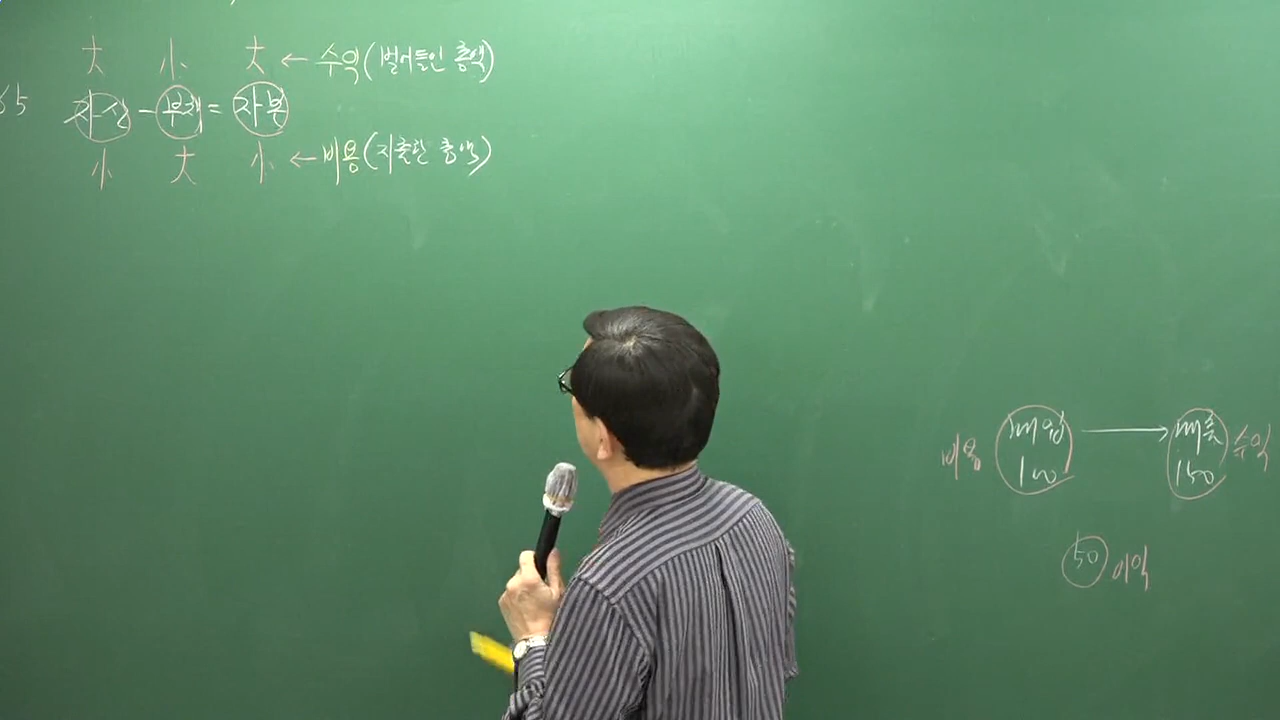 大 小 大 ← 수익(벌어들인 총액)
65 자산 - 부채 = 자본
小 大 小 ← 비용(지출된 총액)
비용 매입 → 매출 수익
100 150
50 이익